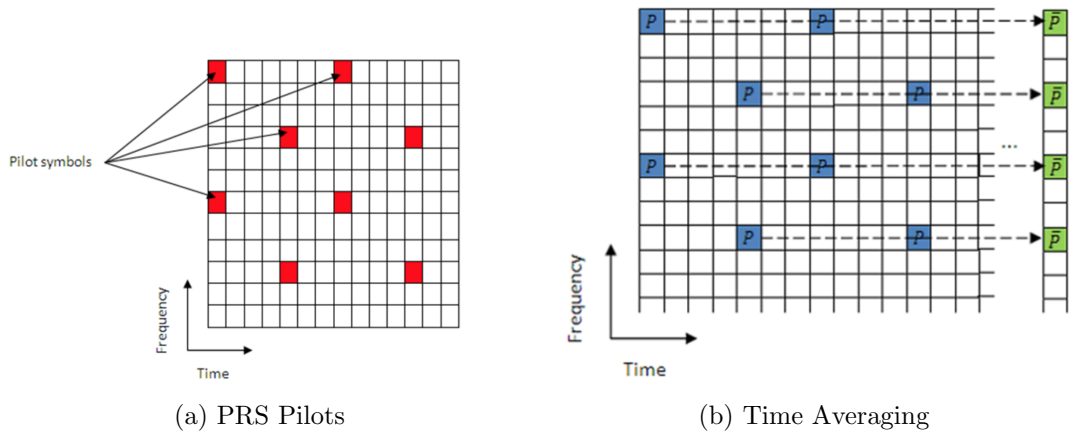 Pilot symbols
Frequency
Time
(a) PRS Pilots
P P P̄
P P P̄
...
P P P̄
P P P̄
Frequency
Time
(b) Time Averaging